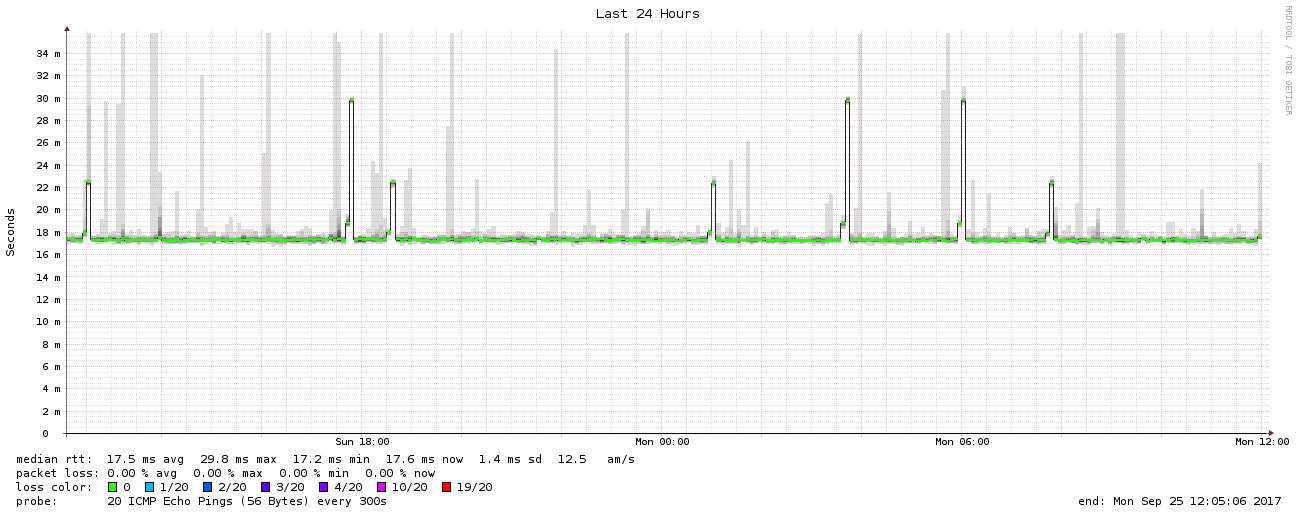 Last 24 Hours
RRDTOOL / TOBI OETIKER
Seconds
34 m
32 m
30 m
28 m
26 m
24 m
22 m
20 m
18 m
16 m
14 m
12 m
10 m
8 m
6 m
4 m
2 m
0
Sun 18:00 Mon 00:00 Mon 06:00 Mon 12:00
median rtt: 17.5 ms avg 29.8 ms max 17.2 ms min 17.6 ms now 1.4 ms sd 12.5 am/s
packet loss: 0.00 % avg 0.00 % max 0.00 % min 0.00 % now
loss color: 0 1/20 2/20 3/20 4/20 10/20 19/20
probe: 20 ICMP Echo Pings (56 Bytes) every 300s end: Mon Sep 25 12:05:06 2017